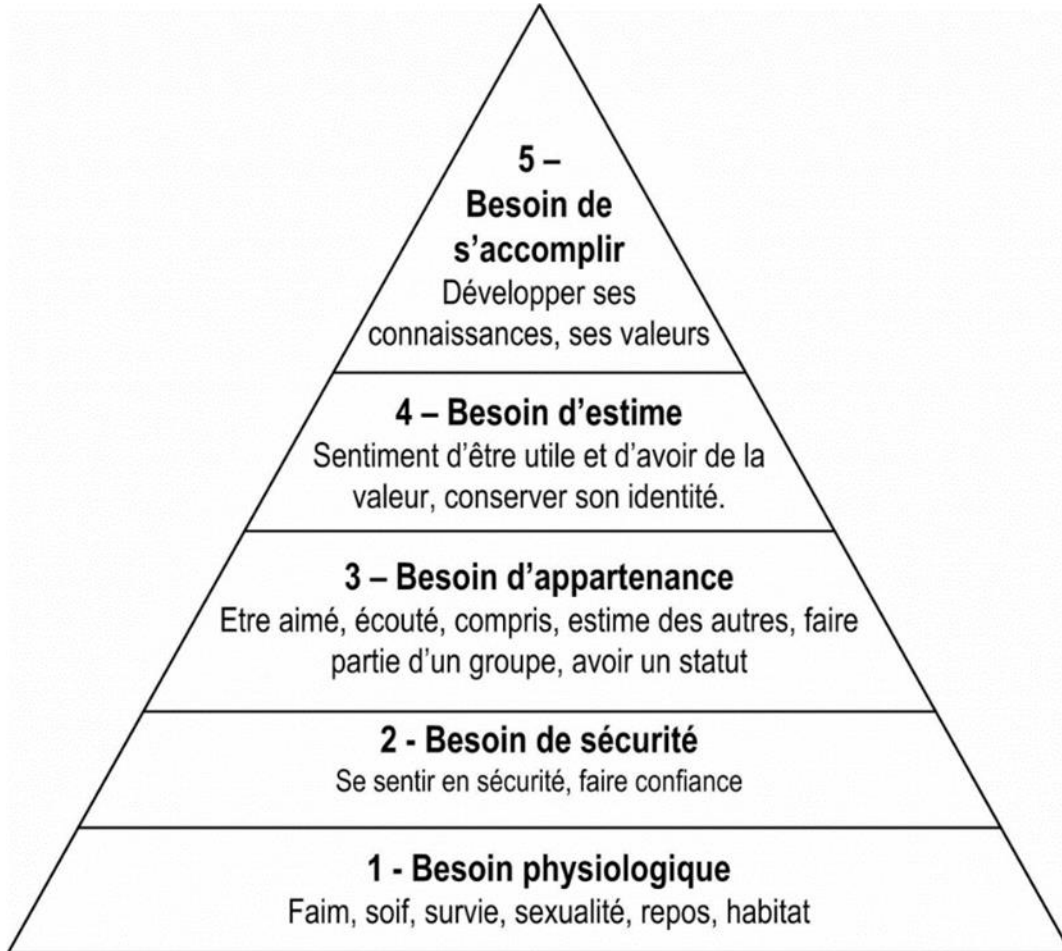 5 –
Besoin de
s’accomplir
Développer ses
connaissances, ses valeurs
4 – Besoin d’estime
Sentiment d’être utile et d’avoir de la
valeur, conserver son identité.
3 – Besoin d’appartenance
Etre aimé, écouté, compris, estime des autres, faire
partie d’un groupe, avoir un statut
2 - Besoin de sécurité
Se sentir en sécurité, faire confiance
1 - Besoin physiologique
Faim, soif, survie, sexualité, repos, habitat